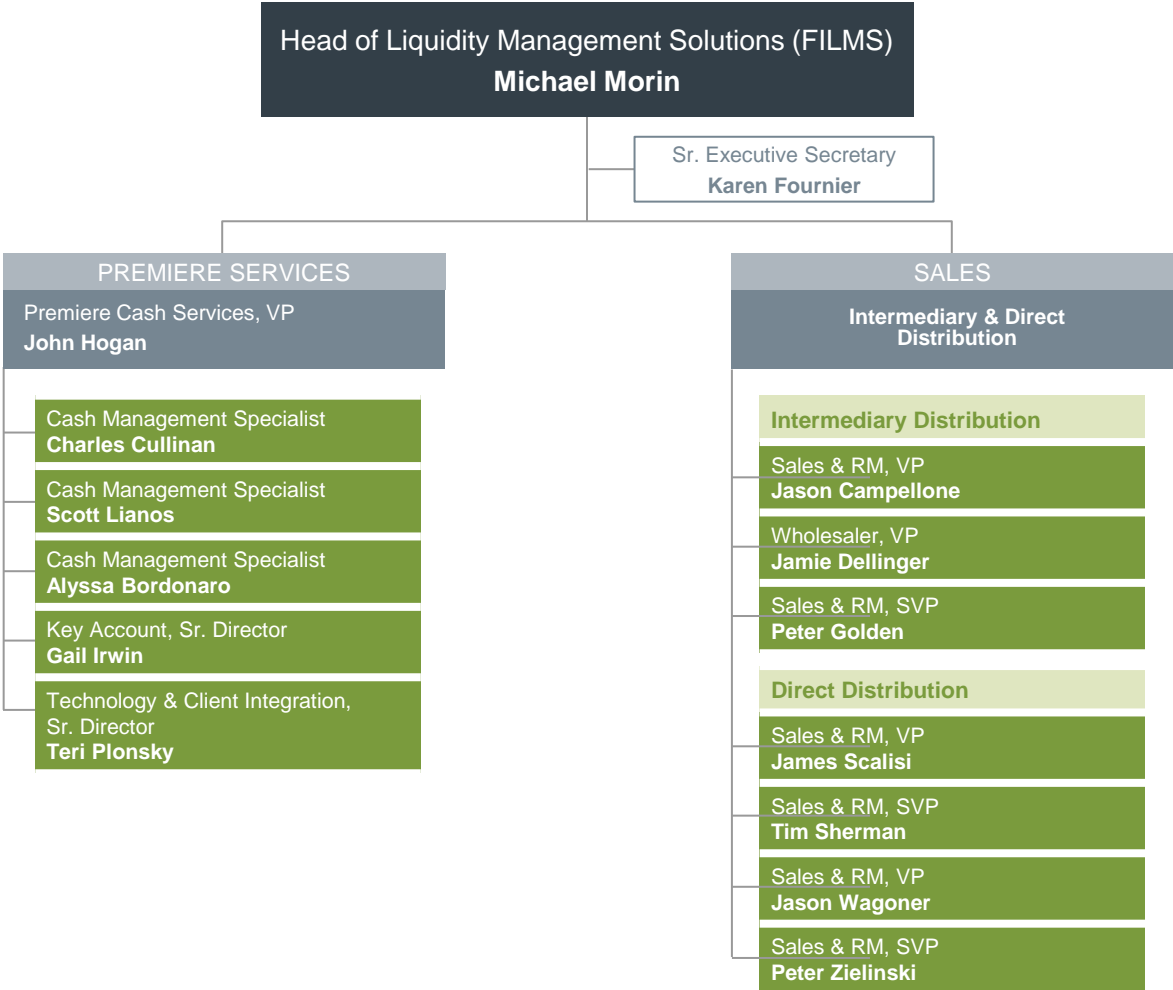 Head of Liquidity Management Solutions (FILMS)
Michael Morin
Sr. Executive Secretary
Karen Fournier
PREMIERE SERVICES
Premiere Cash Services, VP
John Hogan
Cash Management Specialist
Charles Cullinan
Cash Management Specialist
Scott Lianos
Cash Management Specialist
Alyssa Bordonaro
Key Account, Sr. Director
Gail Irwin
Technology & Client Integration,
Sr. Director
Teri Plonsky
SALES
Intermediary & Direct
Distribution
Intermediary Distribution
Sales & RM, VP
Jason Campellone
Wholesaler, VP
Jamie Dellinger
Sales & RM, SVP
Peter Golden
Direct Distribution
Sales & RM, VP
James Scalisi
Sales & RM, SVP
Tim Sherman
Sales & RM, VP
Jason Wagoner
Sales & RM, SVP
Peter Zielinski